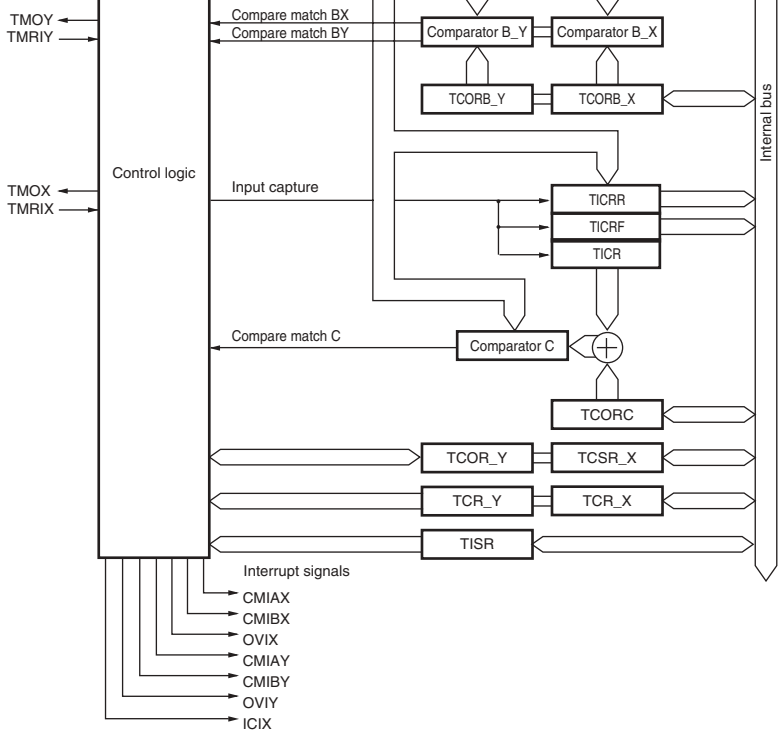 TMOY
TMRIY
Compare match BX
Compare match BY
Comparator B_Y
Comparator B_X
TCORB_Y
TCORB_X
Internal bus
Control logic
TMOX
TMRIX
Input capture
TICRR
TICRF
TICR
Compare match C
Comparator C
TCORC
TCOR_Y
TCSR_X
TCR_Y
TCR_X
TISR
Interrupt signals
CMIAX
CMIBX
OVIX
CMIAY
CMIBY
OVIY
ICIX